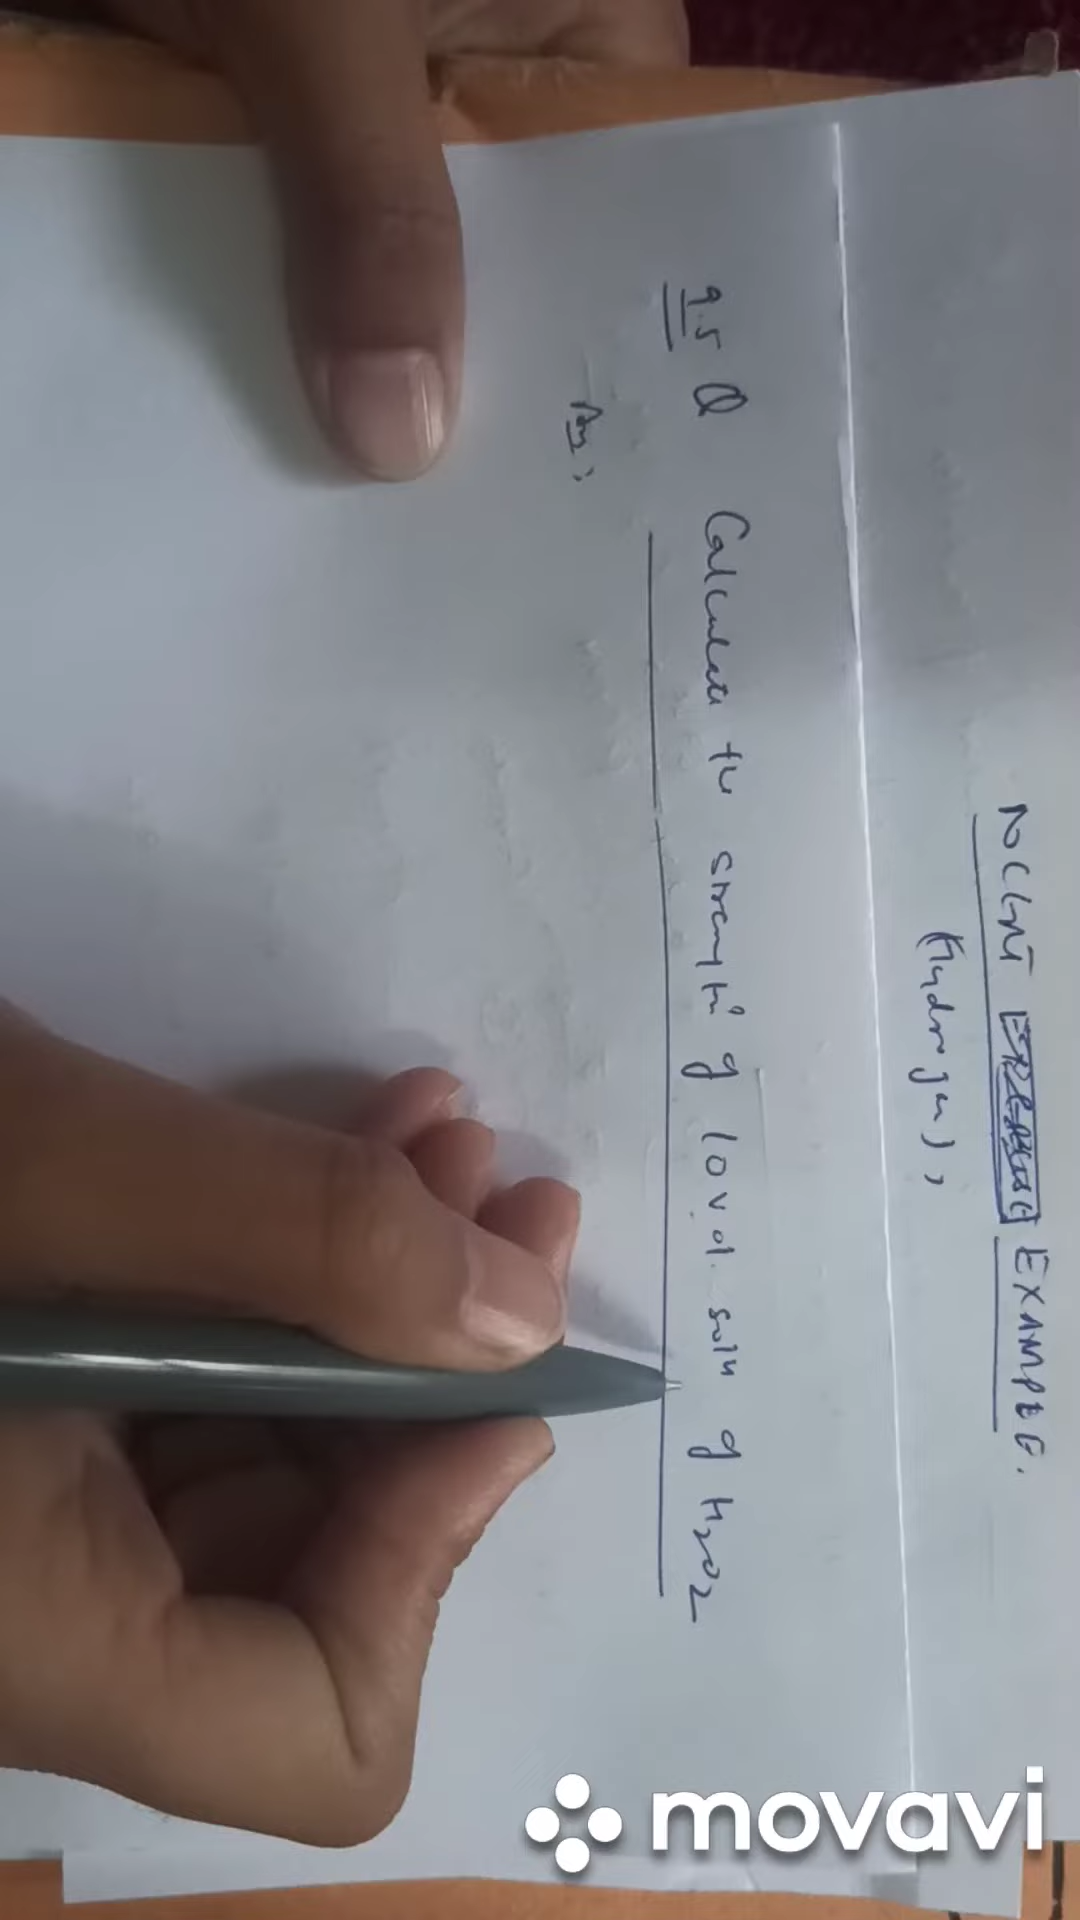 NCERT EXAMPLE.
(Hydrogen),
9.5 Q Calculate the strength of 10 vol. soln of H2O2
Ans:
movavi